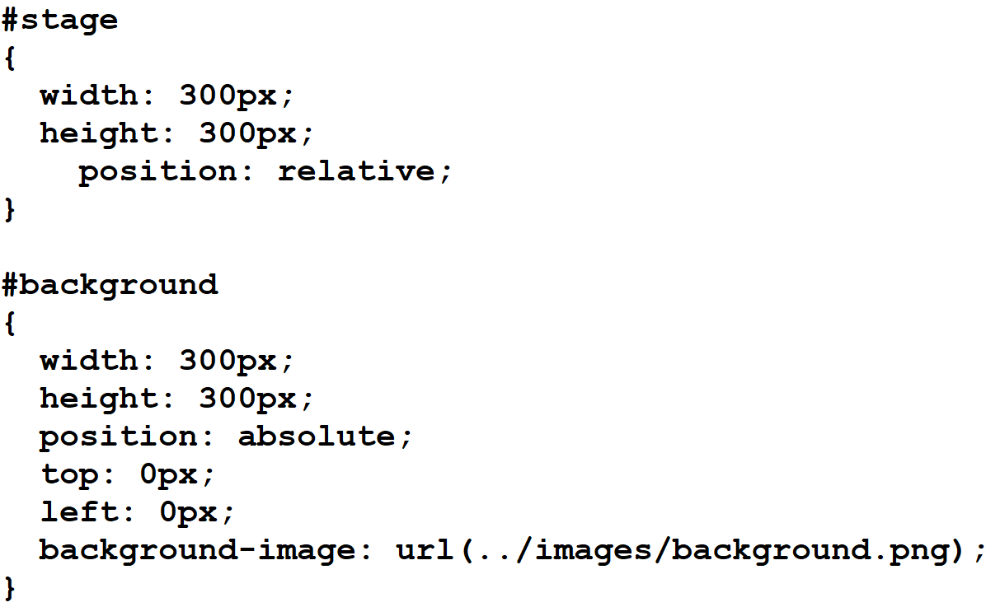 #stage
{
  width: 300px;
  height: 300px;
    position: relative;
}

#background
{
  width: 300px;
  height: 300px;
  position: absolute;
  top: 0px;
  left: 0px;
  background-image: url(../images/background.png);
}